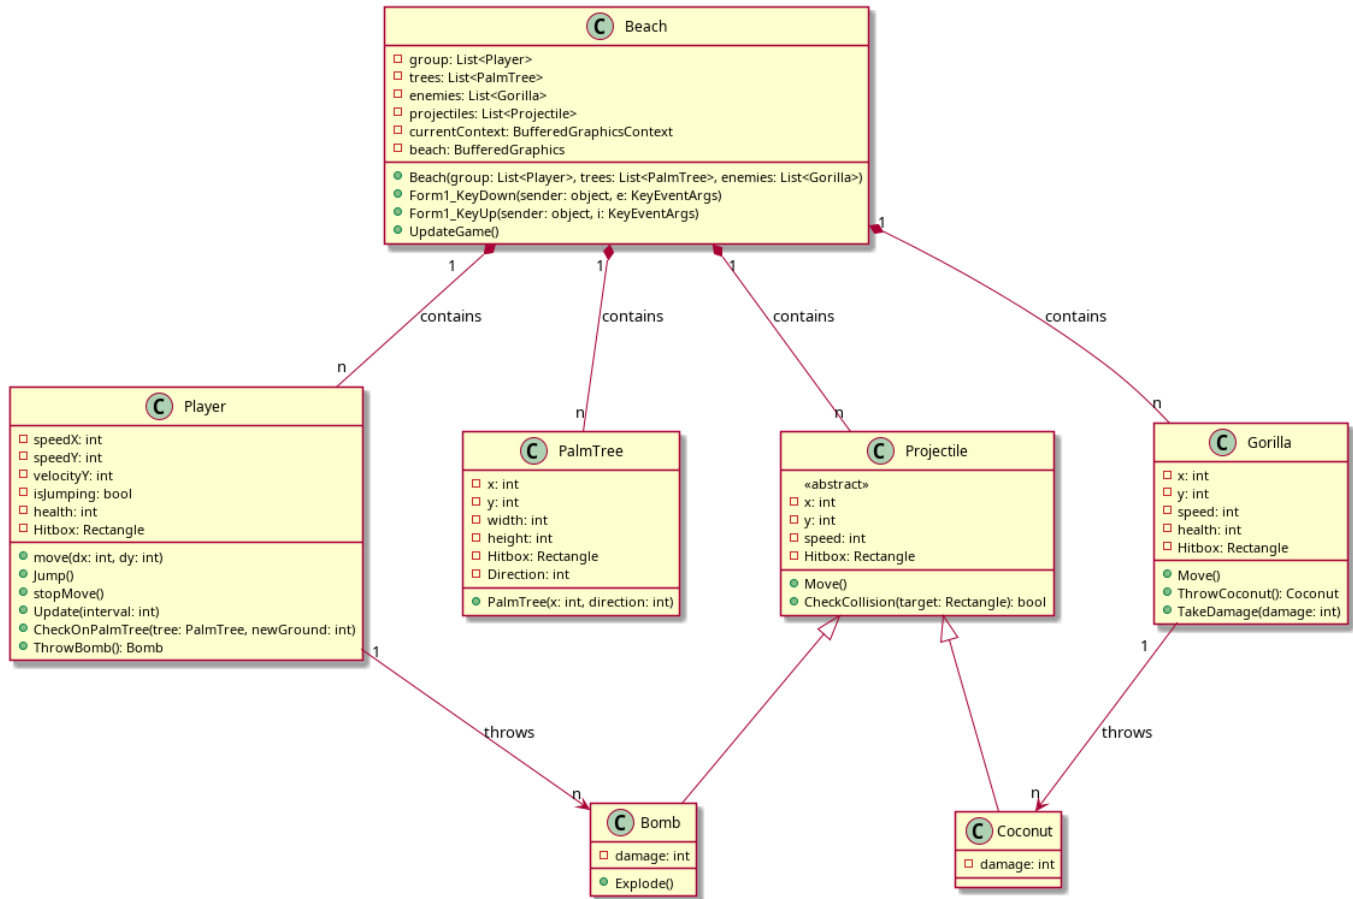 C Beach
group: List<Player>
trees: List<PalmTree>
enemies: List<Gorilla>
projectiles: List<Projectile>
currentContext: BufferedGraphicsContext
beach: BufferedGraphics
Beach(group: List<Player>, trees: List<PalmTree>, enemies: List<Gorilla>)
Form1_KeyDown(sender: object, e: KeyEventArgs)
Form1_KeyUp(sender: object, i: KeyEventArgs)
UpdateGame()
1
1
1
1
contains
contains
contains
contains
n
n
n
n
C Player
speedX: int
speedY: int
velocityY: int
isJumping: bool
health: int
Hitbox: Rectangle
move(dx: int, dy: int)
Jump()
stopMove()
Update(interval: int)
CheckOnPalmTree(tree: PalmTree, newGround: int)
ThrowBomb(): Bomb
C PalmTree
x: int
y: int
width: int
height: int
Hitbox: Rectangle
Direction: int
PalmTree(x: int, direction: int)
C Projectile
«abstract»
x: int
y: int
speed: int
Hitbox: Rectangle
Move()
CheckCollision(target: Rectangle): bool
C Gorilla
x: int
y: int
speed: int
health: int
Hitbox: Rectangle
Move()
ThrowCoconut(): Coconut
TakeDamage(damage: int)
1
throws
n
1
throws
n
C Bomb
damage: int
Explode()
C Coconut
damage: int